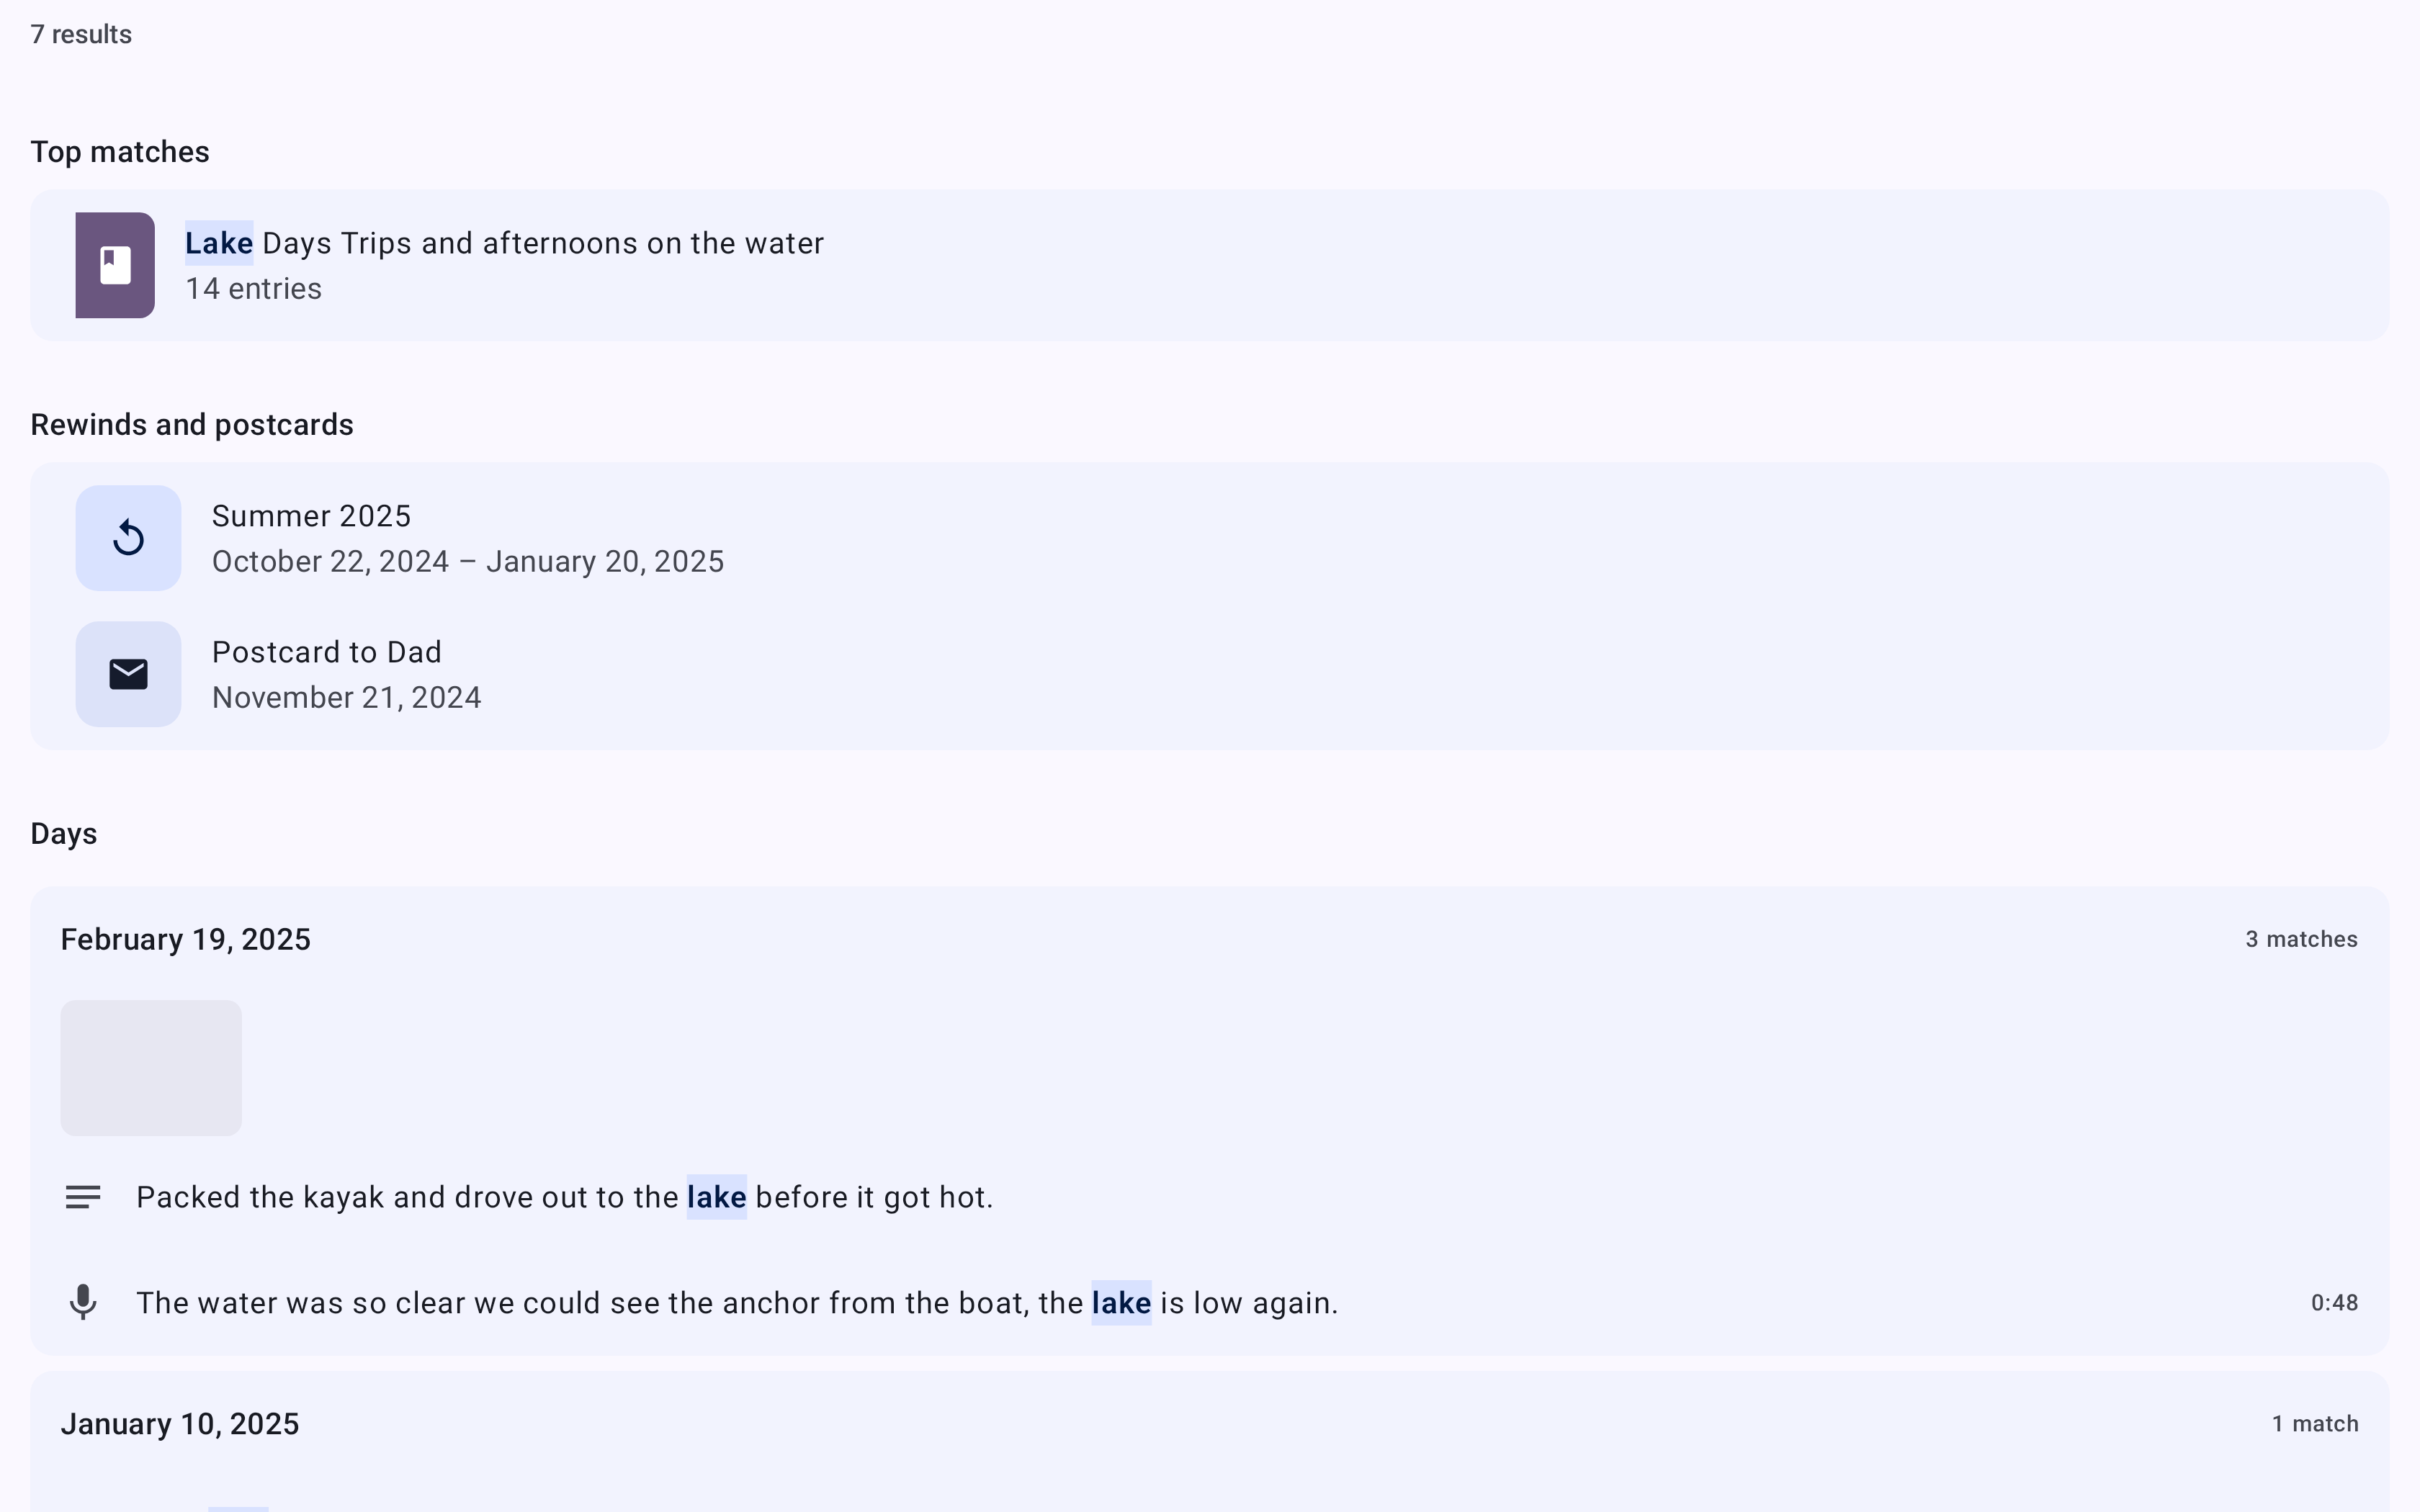 7 results
Top matches
Lake Days Trips and afternoons on the water
14 entries
Rewinds and postcards
Summer 2025
October 22, 2024 – January 20, 2025
Postcard to Dad
November 21, 2024
Days
February 19, 2025
3 matches
Packed the kayak and drove out to the lake before it got hot.
The water was so clear we could see the anchor from the boat, the lake is low again.
0:48
January 10, 2025
1 match